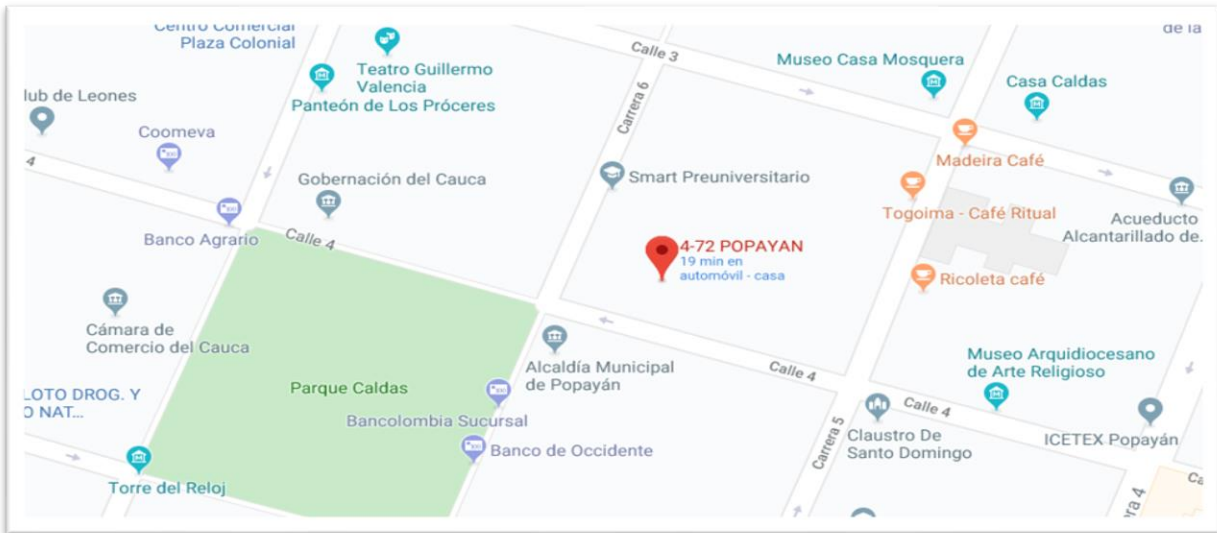 Centro Comercial
Plaza Colonial
de la
Calle 3
Teatro Guillermo
Valencia
Panteón de Los Próceres
Museo Casa Mosquera
Casa Caldas
lub de Leones
Carrera 6
Coomeva
4
Madeira Café
Gobernación del Cauca
Smart Preuniversitario
Togoima - Café Ritual
Acueducto
Alcantarillado de.
Banco Agrario
Calle 4
4-72 POPAYAN
19 min en
automóvil - casa
Ricoleta café
Cámara de
Comercio del Cauca
Alcaldía Municipal
de Popayán
Calle 4
Museo Arquidiocesano
de Arte Religioso
LOTO DROG. Y
O NAT...
Parque Caldas
Bancolombia Sucursal
Calle 4
Carrera 5
Claustro De
Santo Domingo
ICETEX Popayán
Banco de Occidente
Torre del Reloj
Ca
ra 4